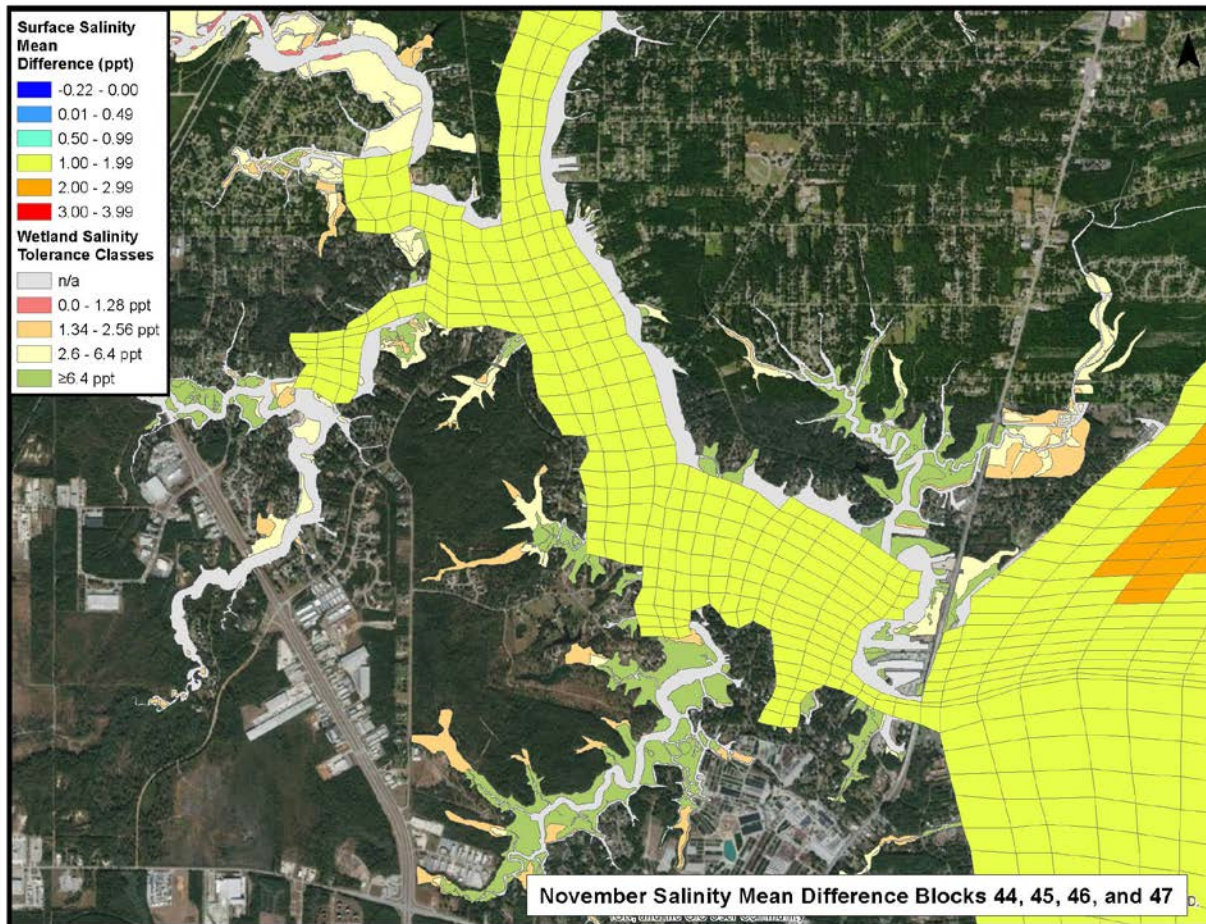 Surface Salinity
Mean
Difference (ppt)
-0.22 - 0.00
0.01 - 0.49
0.50 - 0.99
1.00 - 1.99
2.00 - 2.99
3.00 - 3.99
Wetland Salinity
Tolerance Classes
n/a
0.0 - 1.28 ppt
1.34 - 2.56 ppt
2.6 - 6.4 ppt
≥6.4 ppt
November Salinity Mean Difference Blocks 44, 45, 46, and 47